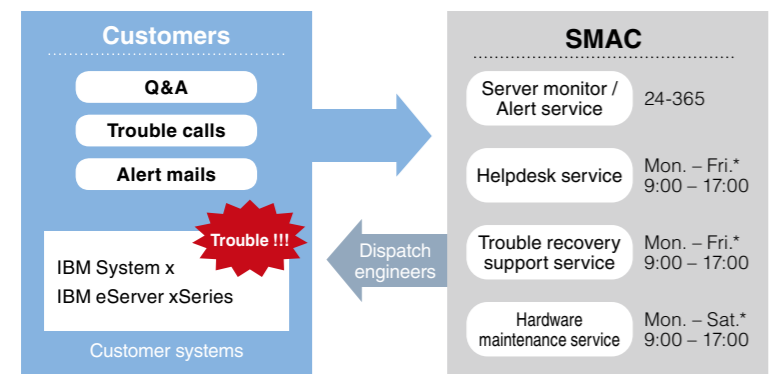 Customers
Q&A
Trouble calls
Alert mails
Trouble !!!
IBM System x
IBM eServer xSeries
Customer systems
Dispatch
engineers
SMAC
Server monitor /
Alert service
24-365
Helpdesk service
Mon. – Fri.*
9:00 – 17:00
Trouble recovery
support service
Mon. – Fri.*
9:00 – 17:00
Hardware
maintenance service
Mon. – Sat.*
9:00 – 17:00